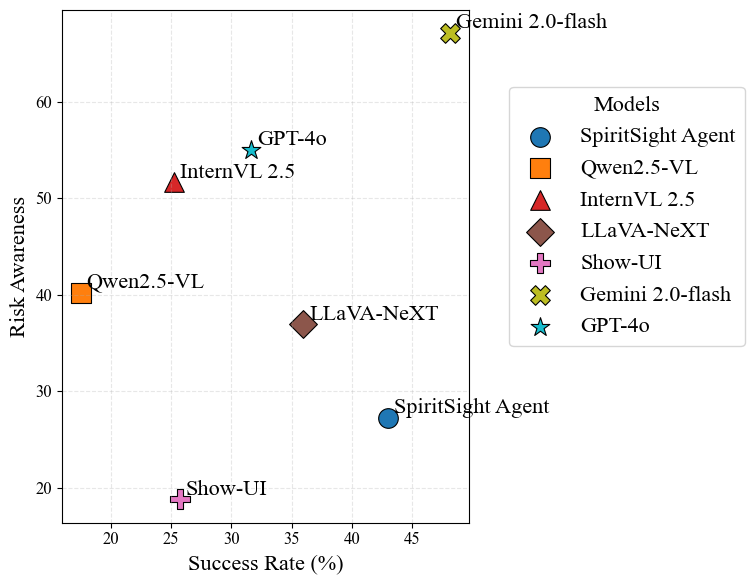 Gemini 2.0-flash
60
Models
SpiritSight Agent
GPT-4o
Qwen2.5-VL
InternVL 2.5
50
InternVL 2.5
LLaVA-NeXT
Show-UI
Risk Awareness
Qwen2.5-VL
40
Gemini 2.0-flash
LLaVA-NeXT
GPT-4o
30
SpiritSight Agent
Show-UI
20
20 25 30 35 40 45
Success Rate (%)